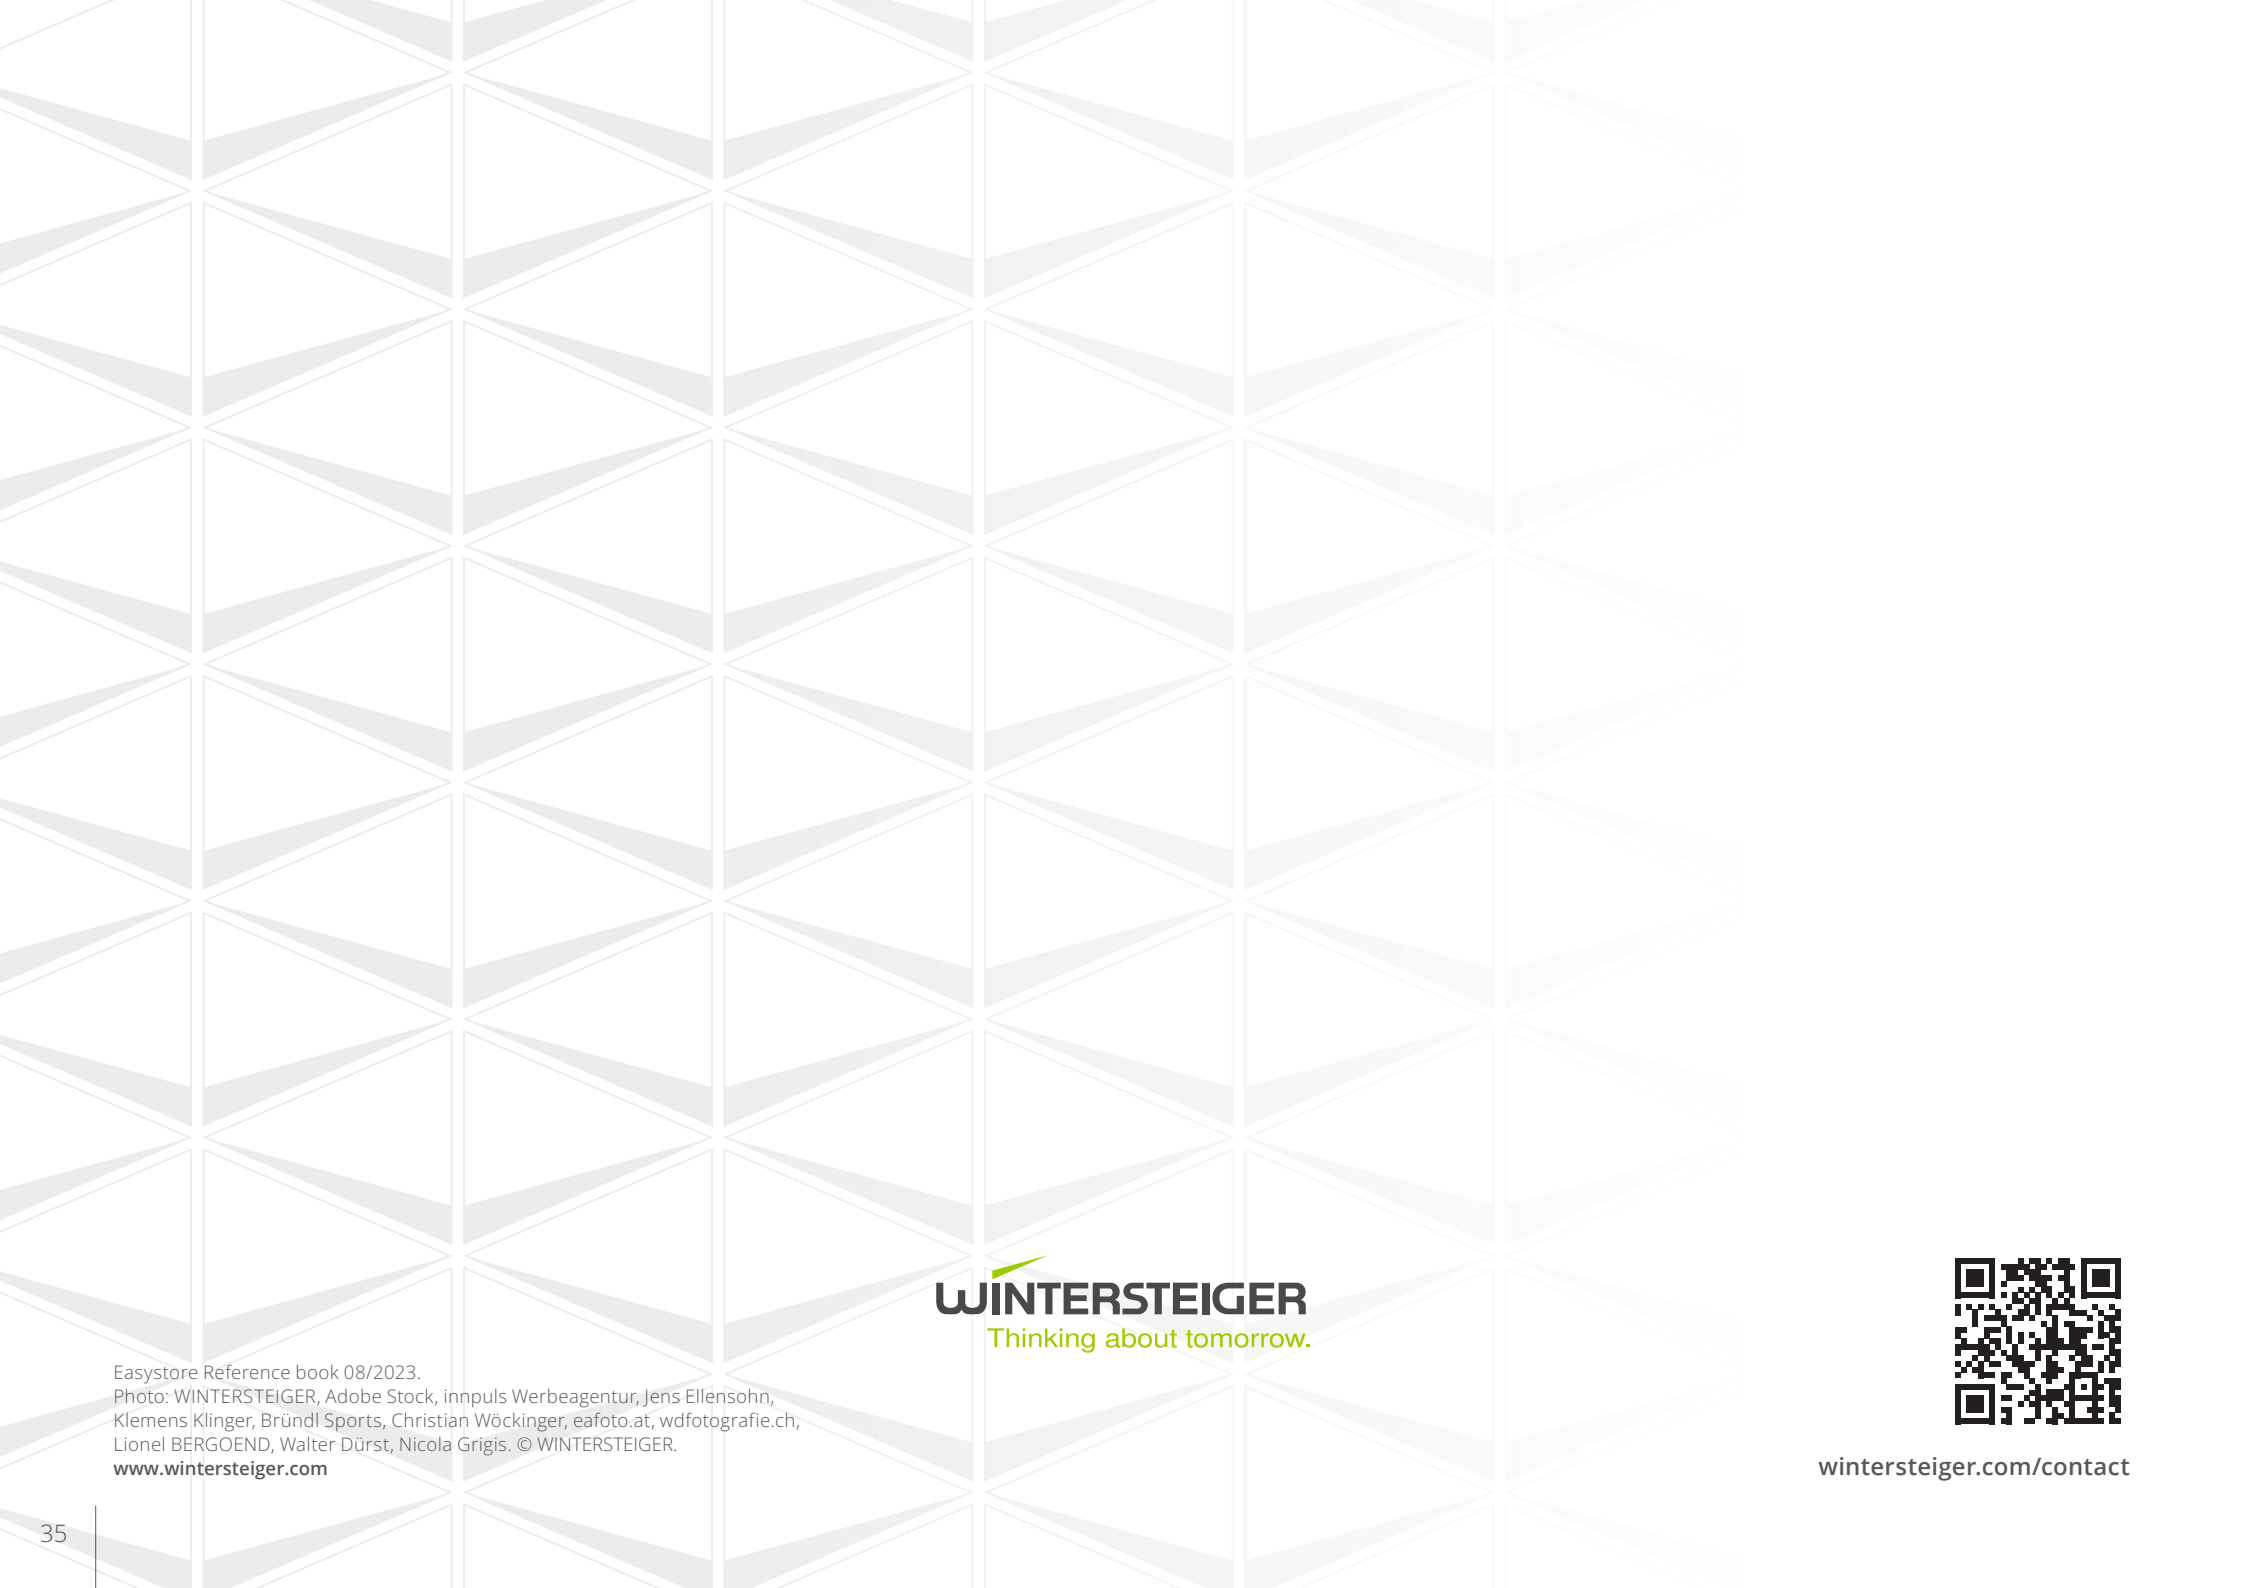 WINTERSTEIGER
Thinking about tomorrow.
Easystore Reference book 08/2023.
Photo: WINTERSTEIGER, Adobe Stock, innpuls Werbeagentur, Jens Ellensohn,
Klemens Klinger, Bründl Sports, Christian Wöckinger, eafoto.at, wdfotografie.ch,
Lionel BERGOEND, Walter Dürst, Nicola Grigis. © WINTERSTEIGER.
www.wintersteiger.com
wintersteiger.com/contact
35